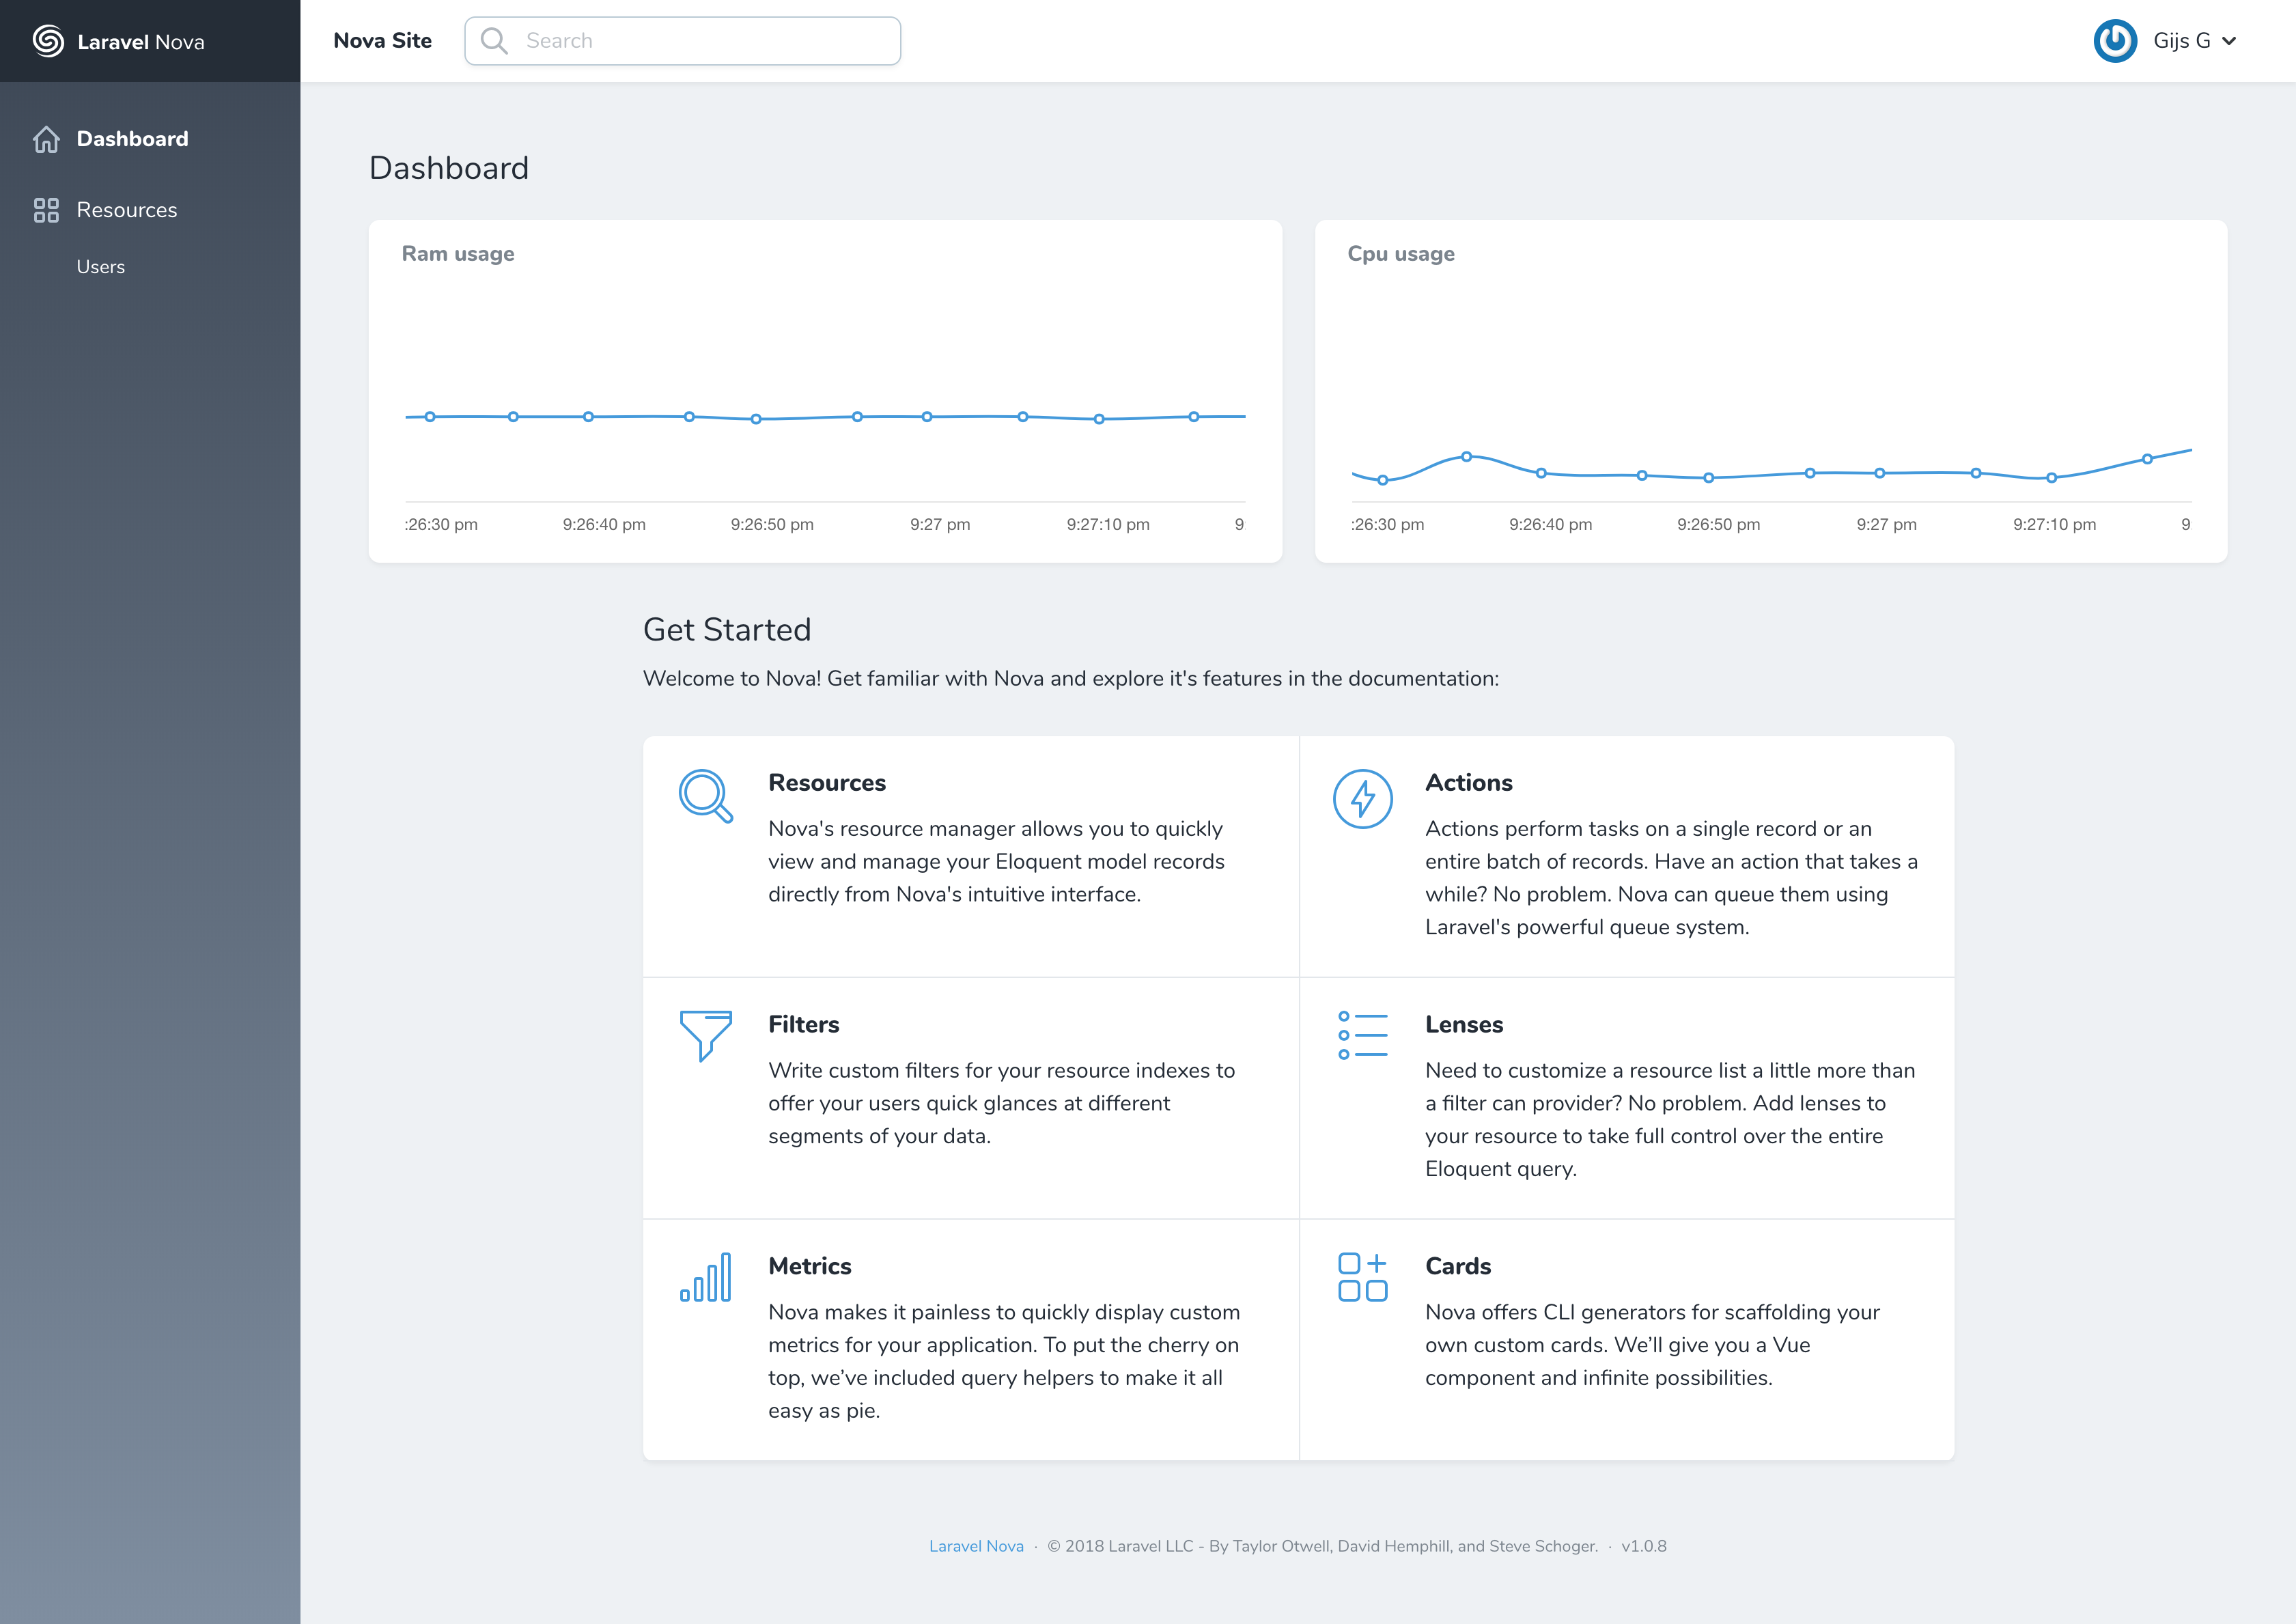 Laravel Nova
Nova Site
Search
Gijs G
Dashboard
Resources
Users
Dashboard
Ram usage
:26:30 pm 9:26:40 pm 9:26:50 pm 9:27 pm 9:27:10 pm 9
Cpu usage
:26:30 pm 9:26:40 pm 9:26:50 pm 9:27 pm 9:27:10 pm 9
Get Started
Welcome to Nova! Get familiar with Nova and explore it's features in the documentation:
Resources
Nova's resource manager allows you to quickly
view and manage your Eloquent model records
directly from Nova's intuitive interface.
Actions
Actions perform tasks on a single record or an
entire batch of records. Have an action that takes a
while? No problem. Nova can queue them using
Laravel's powerful queue system.
Filters
Write custom filters for your resource indexes to
offer your users quick glances at different
segments of your data.
Lenses
Need to customize a resource list a little more than
a filter can provider? No problem. Add lenses to
your resource to take full control over the entire
Eloquent query.
Metrics
Nova makes it painless to quickly display custom
metrics for your application. To put the cherry on
top, we’ve included query helpers to make it all
easy as pie.
Cards
Nova offers CLI generators for scaffolding your
own custom cards. We’ll give you a Vue
component and infinite possibilities.
Laravel Nova · © 2018 Laravel LLC - By Taylor Otwell, David Hemphill, and Steve Schoger. · v1.0.8